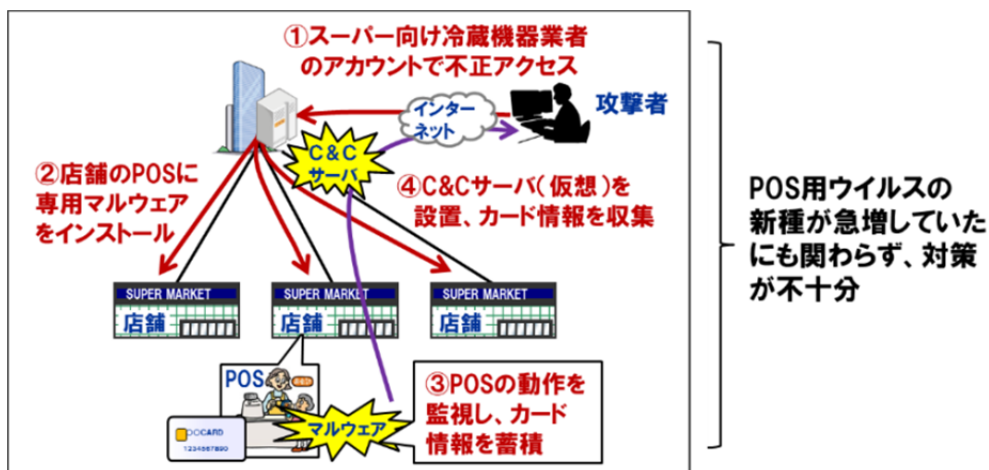 ①スーパー向け冷蔵機器業者
のアカウントで不正アクセス
インター
ネット
攻撃者
C&C
サーバ
②店舗のPOSに
専用マルウェア
をインストール
④C&Cサーバ(仮想)を
設置、カード情報を収集
POS用ウイルスの
新種が急増していた
にも関わらず、対策
が不十分
SUPER MARKET
店舗
SUPER MARKET
店舗
SUPER MARKET
店舗
POS
マルウェア
③POSの動作を
監視し、カード
情報を蓄積
CARD
1234567890